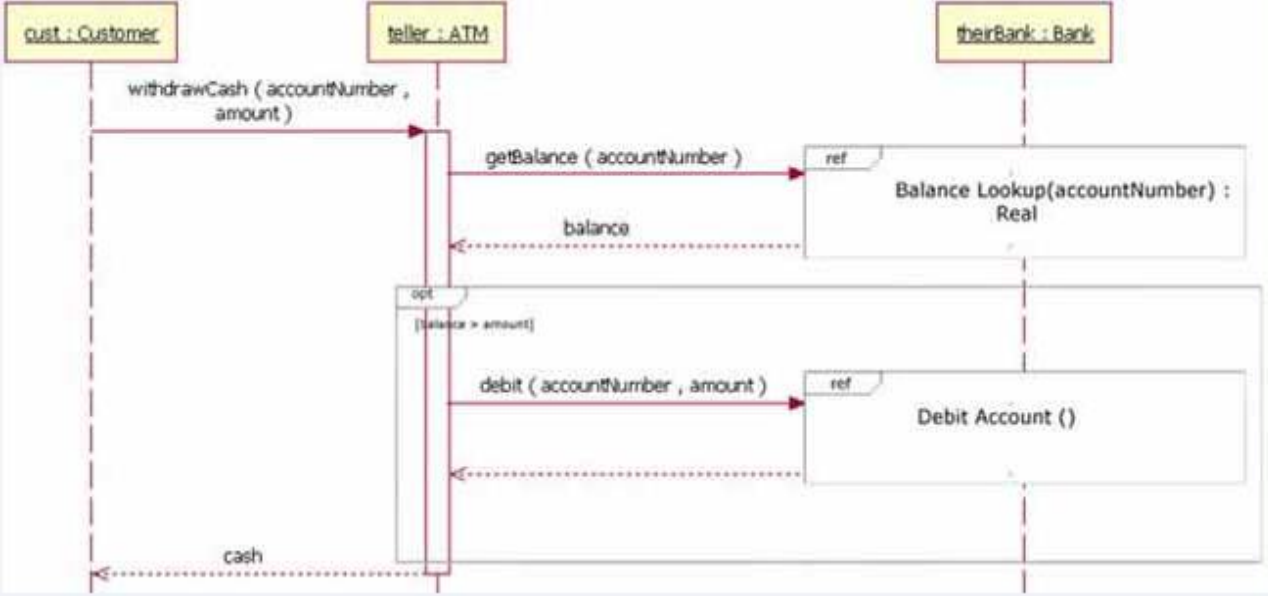 cust : Customer
teller : ATM
theirBank : Bank
withdrawCash ( accountNumber ,
amount )
getBalance ( accountNumber )
ref
Balance Lookup(accountNumber) :
Real
balance
opt
[balance > amount]
debit ( accountNumber , amount )
ref
Debit Account ()
cash